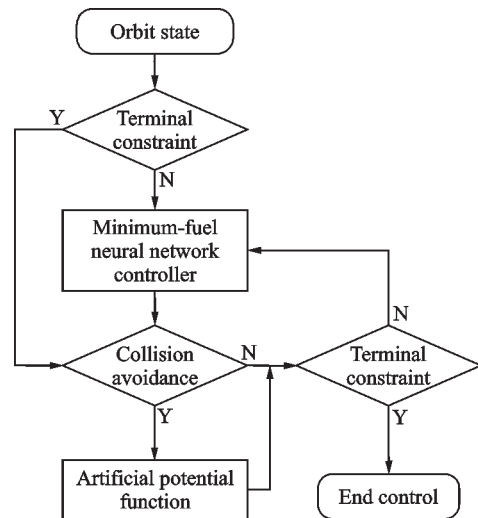 Orbit state
Y
Terminal
constraint
N
Minimum-fuel
neural network
controller
N
Collision
avoidance
N
Terminal
constraint
Y
Y
Artificial potential
function
End control